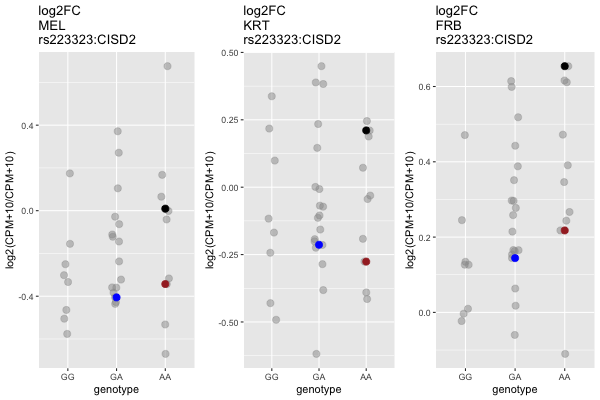 log2FC
MEL
rs223323:CISD2
log2(CPM+10/CPM+10)
0.4
0.0
-0.4
GG
GA
AA
genotype
log2FC
KRT
rs223323:CISD2
log2(CPM+10/CPM+10)
0.50
0.25
0.00
-0.25
-0.50
GG
GA
AA
genotype
log2FC
FRB
rs223323:CISD2
log2(CPM+10/CPM+10)
0.6
0.4
0.2
0.0
GG
GA
AA
genotype